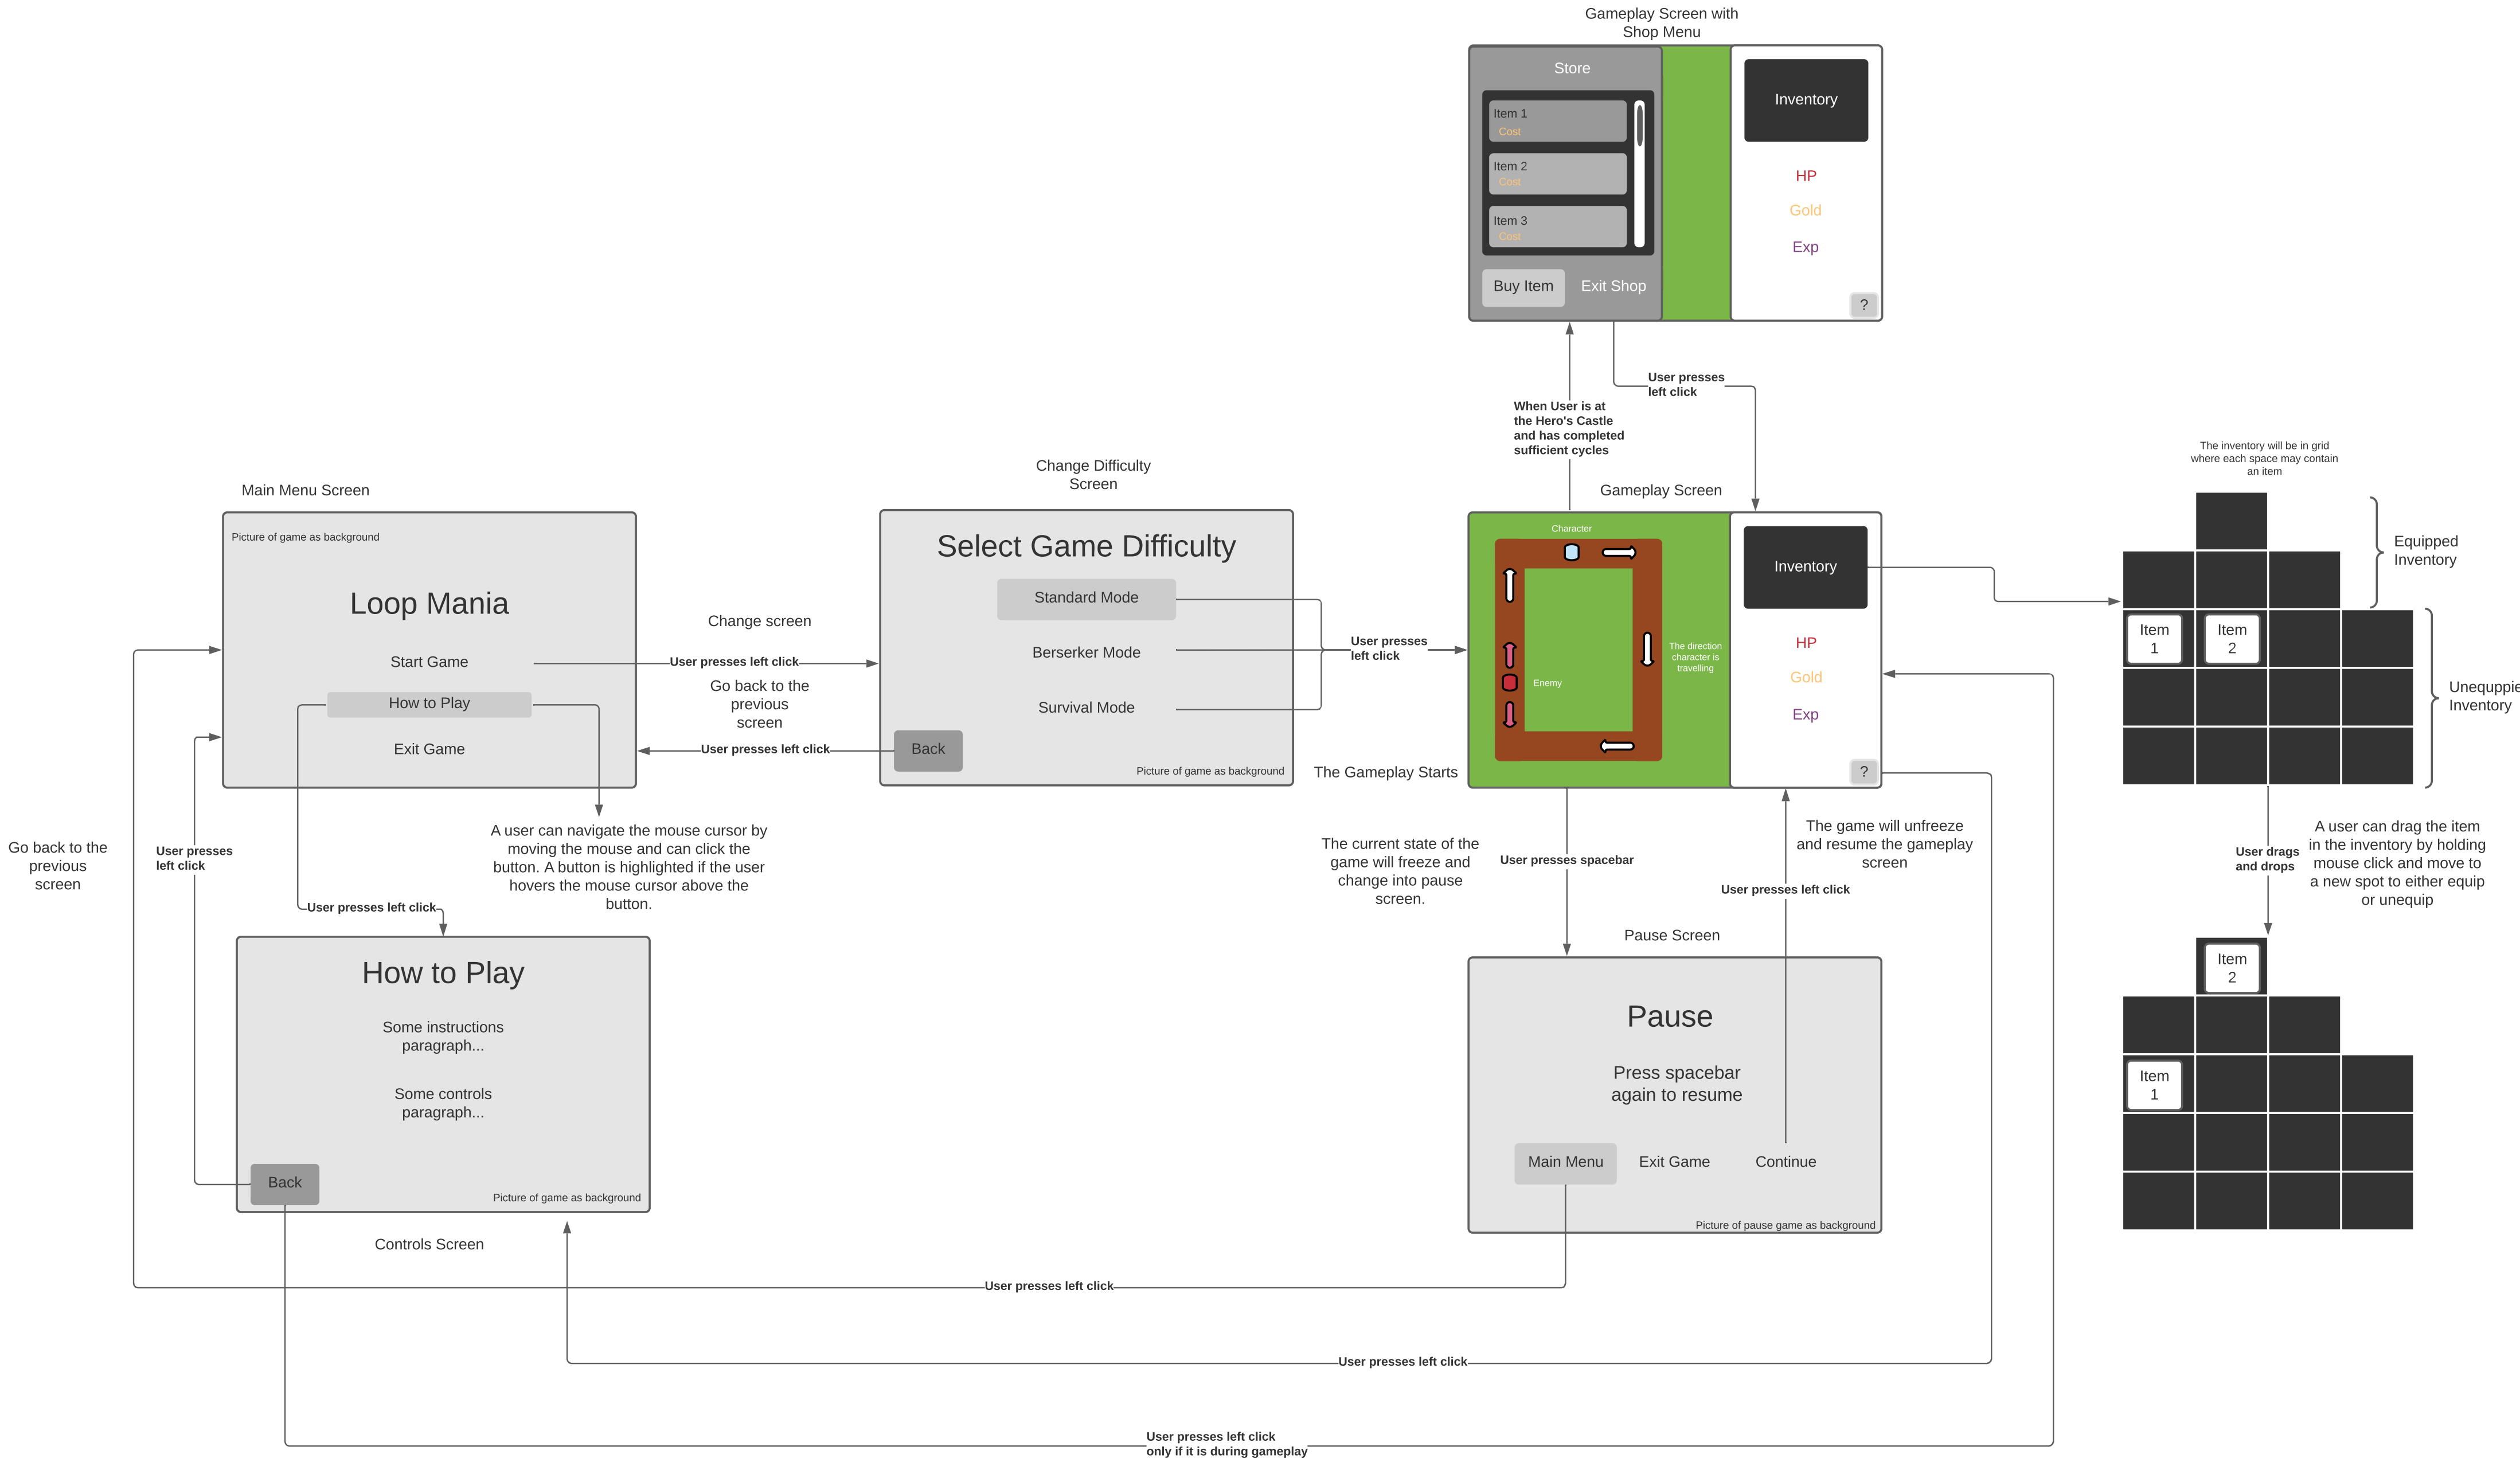 Gameplay Screen with
Shop Menu
Store
Item 1
Cost
Item 2
Cost
Item 3
Cost
Buy Item
Exit Shop
Inventory
HP
Gold
Exp
?
User presses
left click
When User is at
the Hero's Castle
and has completed
sufficient cycles
Main Menu Screen
Picture of game as background
Loop Mania
Start Game
How to Play
Exit Game
Change screen
User presses left click
Go back to the
previous
screen
User presses left click
Change Difficulty
Screen
Select Game Difficulty
Standard Mode
Berserker Mode
Survival Mode
Back
Picture of game as background
User presses
left click
The Gameplay Starts
Gameplay Screen
Character
The direction
character is
travelling
Enemy
Inventory
HP
Gold
Exp
?
The inventory will be in grid
where each space may contain
an item
Equipped
Inventory
Item
1
Item
2
Unequppie
Inventory
User drags
and drops
A user can drag the item
in the inventory by holding
mouse click and move to
a new spot to either equip
or unequip
Item
2
Item
1
Go back to the
previous
screen
User presses
left click
A user can navigate the mouse cursor by
moving the mouse and can click the
button. A button is highlighted if the user
hovers the mouse cursor above the
button.
User presses left click
The current state of the
game will freeze and
change into pause
screen.
User presses spacebar
The game will unfreeze
and resume the gameplay
screen
User presses left click
How to Play
Some instructions
paragraph...
Some controls
paragraph...
Back
Picture of game as background
Controls Screen
Pause Screen
Pause
Press spacebar
again to resume
Main Menu
Exit Game
Continue
Picture of pause game as background
User presses left click
User presses left click
User presses left click
only if it is during gameplay